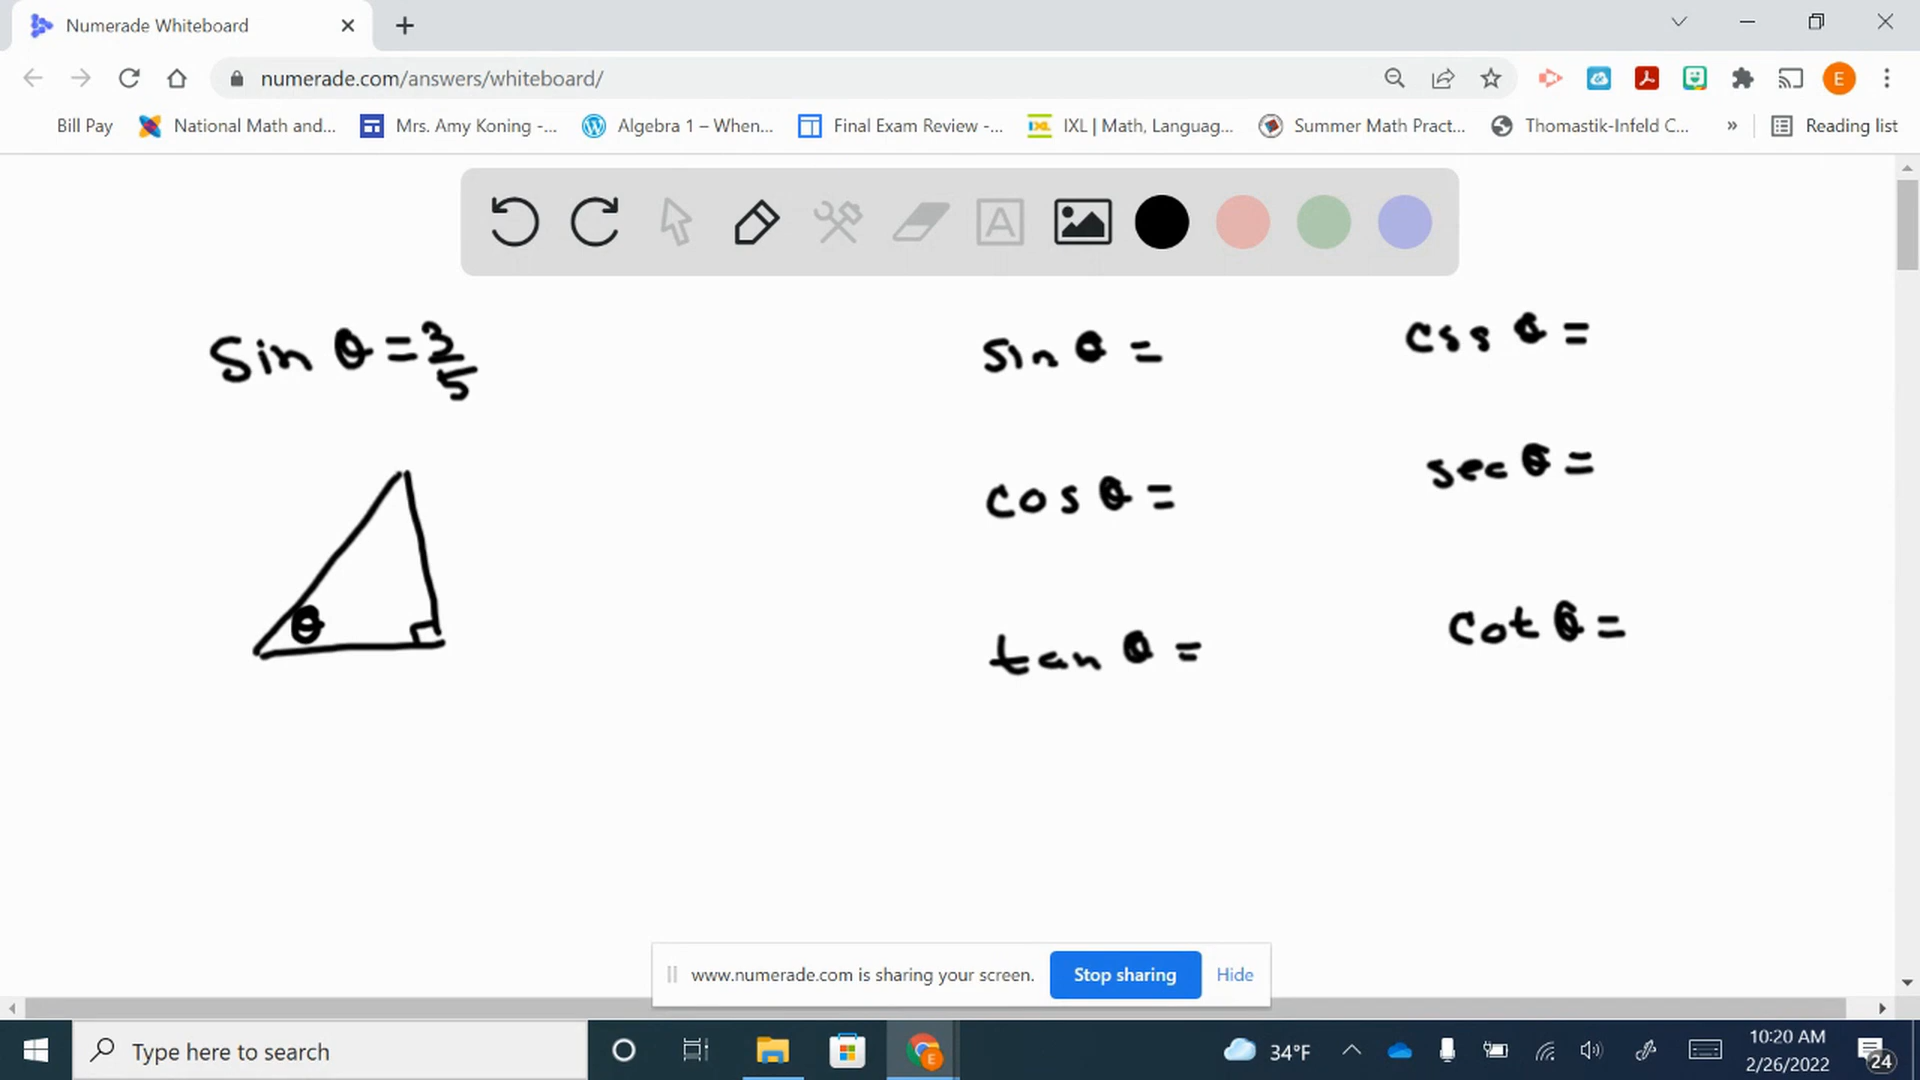 Numerade Whiteboard
numerade.com/answers/whiteboard/
E
Bill Pay
National Math and...
Mrs. Amy Koning -...
Algebra 1 – When...
Final Exam Review -...
IXL | Math, Languag...
Summer Math Pract...
Thomastik-Infeld C...
»
Reading list
A
Sin θ = 3/5
sin θ =
css θ =
cos θ =
sec θ =
θ
tan θ =
cot θ =
www.numerade.com is sharing your screen.
Stop sharing
Hide
Type here to search
E
34°F
10:20 AM
2/26/2022
24